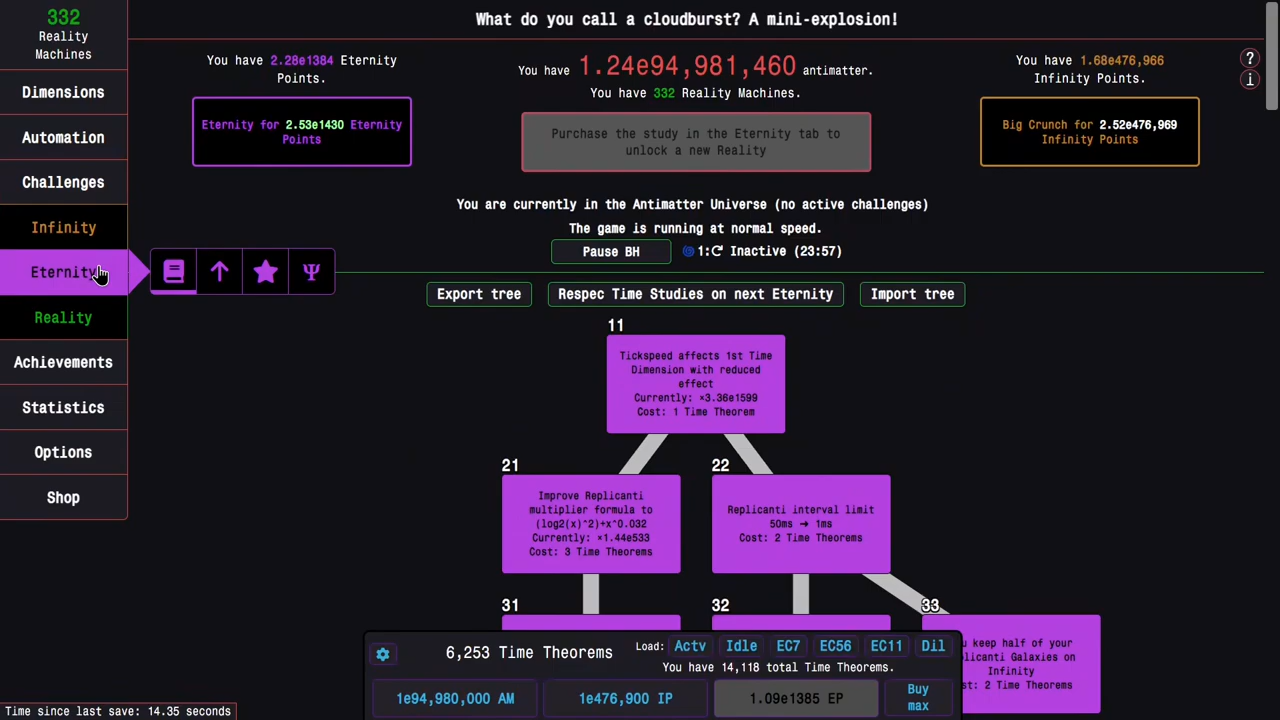 332
Reality
Machines
Dimensions
Automation
Challenges
Infinity
Eternity
Reality
Achievements
Statistics
Options
Shop
What do you call a cloudburst? A mini-explosion!
You have 2.28e1384 Eternity
Points.
Eternity for 2.53e1430 Eternity
Points
You have 1.24e94,981,460 antimatter.
You have 332 Reality Machines.
Purchase the study in the Eternity tab to
unlock a new Reality
You have 1.68e476,966
Infinity Points.
Big Crunch for 2.52e476,969
Infinity Points
?
i
You are currently in the Antimatter Universe (no active challenges)
The game is running at normal speed.
Pause BH
1: Inactive (23:57)
Ψ
Export tree
Respec Time Studies on next Eternity
Import tree
11
Tickspeed affects 1st Time
Dimension with reduced
effect
Currently: ×3.36e1599
Cost: 1 Time Theorem
21
Improve Replicanti
multiplier formula to
(log2(x)^2)+x^0.032
Currently: ×1.44e533
Cost: 3 Time Theorems
22
Replicanti interval limit
50ms ➜ 1ms
Cost: 2 Time Theorems
31
32
33
keep half of your
Galaxies on
Infinity
2 Time Theorems
6,253 Time Theorems
Load: Actv Idle EC7 EC56 EC11 Dil
You have 14,118 total Time Theorems.
1e94,980,000 AM
1e476,900 IP
1.09e1385 EP
Buy
max
Time since last save: 14.35 seconds